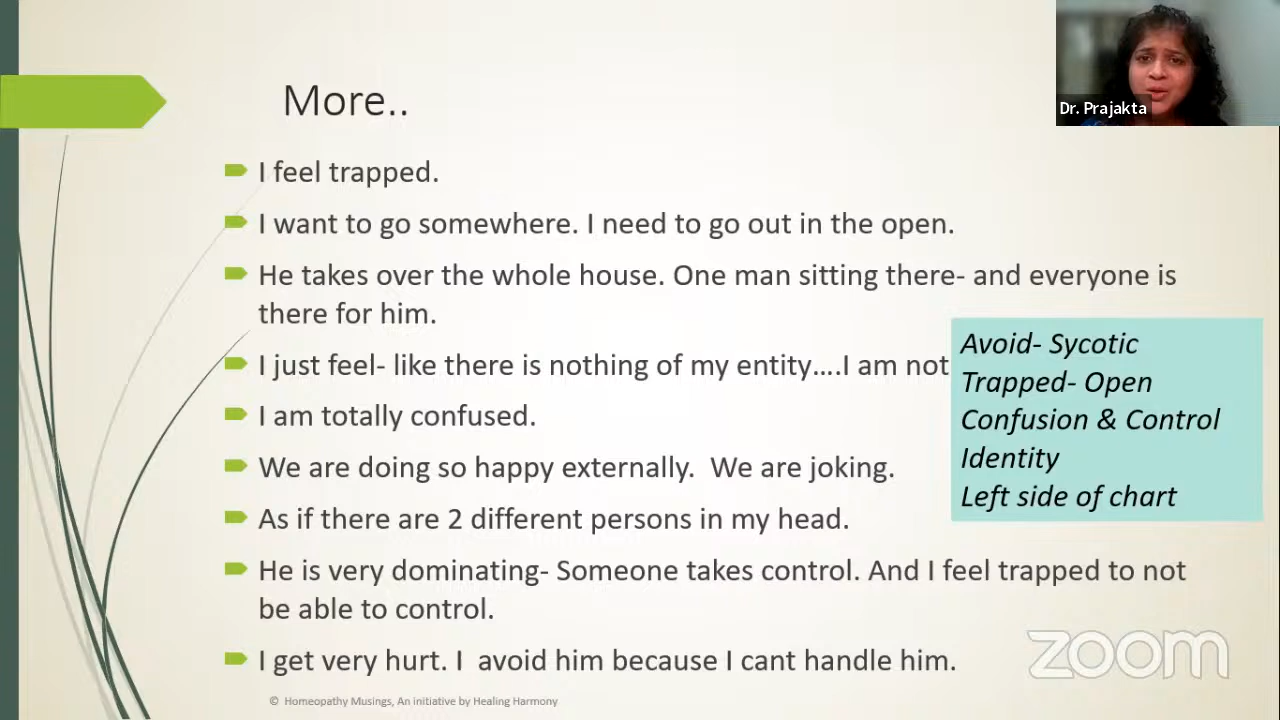 More..
Dr. Prajakta
I feel trapped.
I want to go somewhere. I need to go out in the open.
He takes over the whole house. One man sitting there- and everyone is
there for him.
I just feel- like there is nothing of my entity....I am not
I am totally confused.
We are doing so happy externally.  We are joking.
As if there are 2 different persons in my head.
He is very dominating- Someone takes control. And I feel trapped to not
be able to control.
I get very hurt. I  avoid him because I cant handle him.
Avoid- Sycotic
Trapped- Open
Confusion & Control
Identity
Left side of chart
zoom
© Homeopathy Musings, An initiative by Healing Harmony